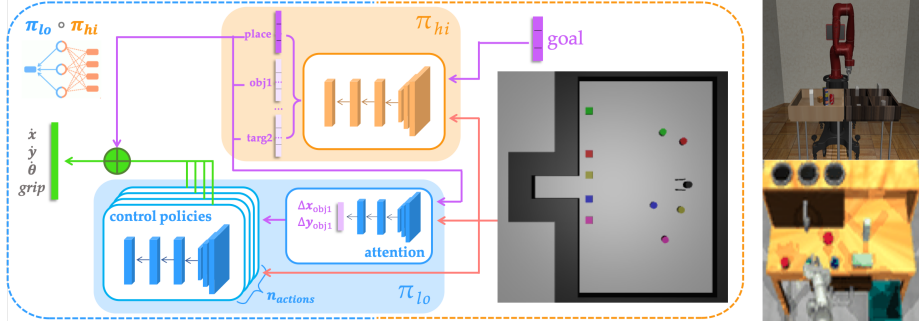 π_lo ∘ π_hi
π_hi
place
goal
obj1
...
targ2
ẋ
ẏ
θ̇
grip
control policies
Δx_obj1
Δy_obj1
attention
n_actions
π_lo